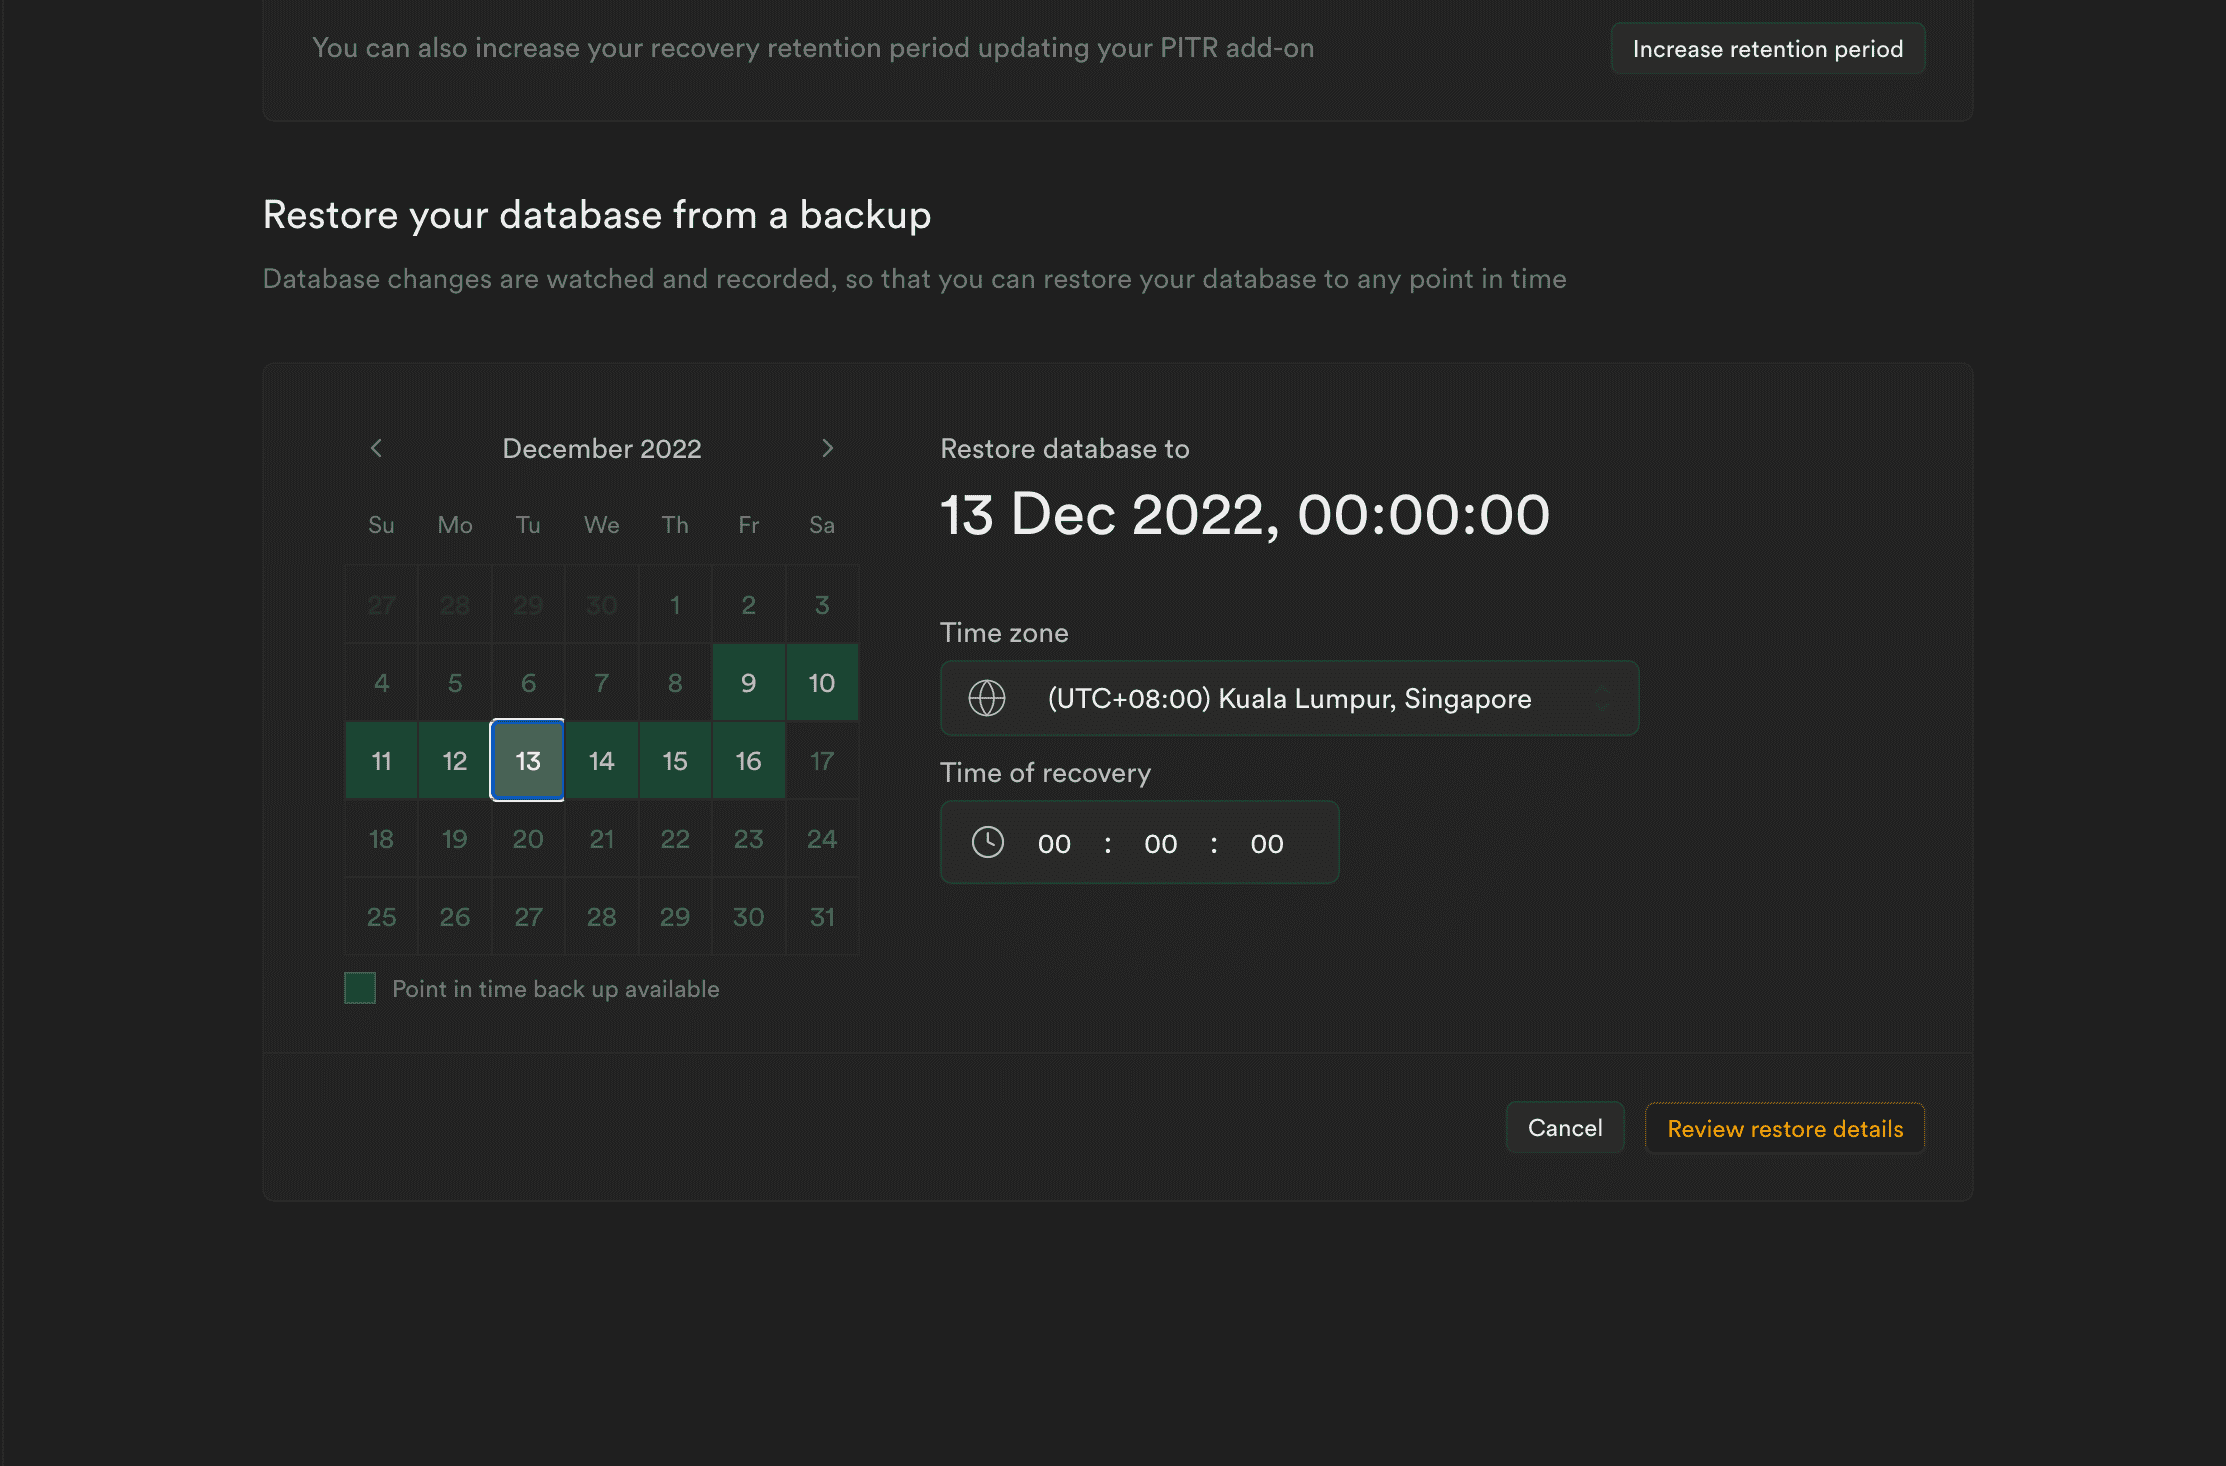 You can also increase your recovery retention period updating your PITR add-on
Increase retention period
Restore your database from a backup
Database changes are watched and recorded, so that you can restore your database to any point in time
December 2022
Su Mo Tu We Th Fr Sa
27 28 29 30 1 2 3
4 5 6 7 8 9 10
11 12 13 14 15 16 17
18 19 20 21 22 23 24
25 26 27 28 29 30 31
Point in time back up available
Restore database to
13 Dec 2022, 00:00:00
Time zone
(UTC+08:00) Kuala Lumpur, Singapore
Time of recovery
00 : 00 : 00
Cancel
Review restore details